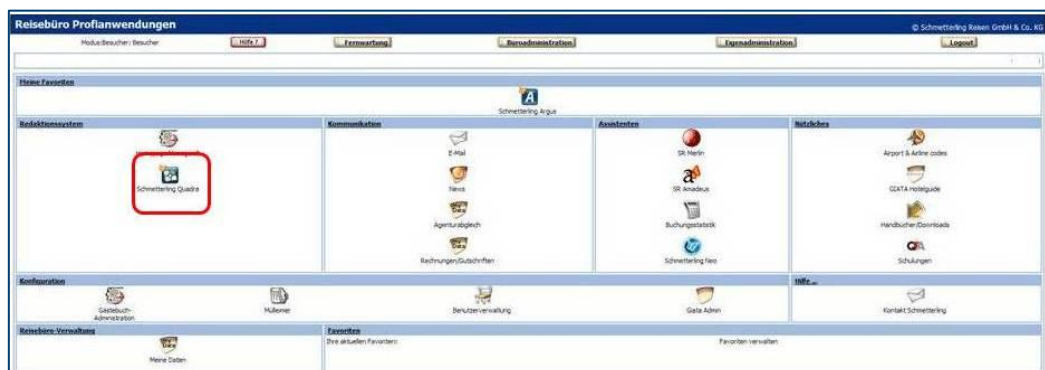 Reisebüro Profianwendungen
© Schmetterling Reisen GmbH & Co. KG
Modus:Besucher: Besucher
Hilfe ?
Fernwartung
Büroadministration
Eigenadministration
Logout
Meine Favoriten
Schmetterling Argus
Redaktionssystem
Kommunikation
Assistenten
Nützliches
E-Mail
SR Merlin
Airport & Airline codes
Schmetterling Quadra
News
SR Amadeus
GIATA Hotelguide
Agenturabgleich
Buchungsstatistik
Handbücher/Downloads
Rechnungen/Gutschriften
Schmetterling Neo
Schulungen
Konfiguration
Hilfe ...
Gästebuch-
Administration
Mülleimer
Benutzerverwaltung
Giata Admin
Kontakt Schmetterling
Reisebüro-Verwaltung
Favoriten
Meine Daten
Ihre aktuellen Favoriten:
Favoriten verwalten